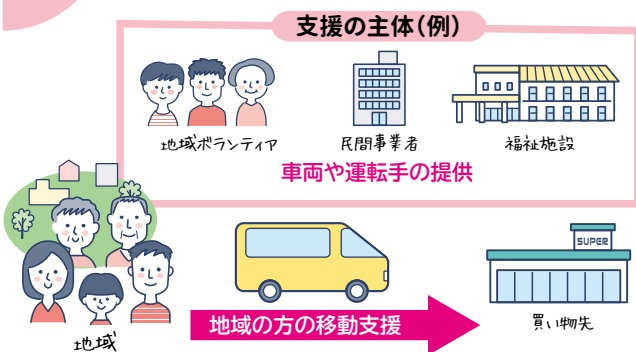 支援の主体(例)
地域ボランティア
民間事業者
福祉施設
車両や運転手の提供
SUPER
地域の方の移動支援
買い物先
地域